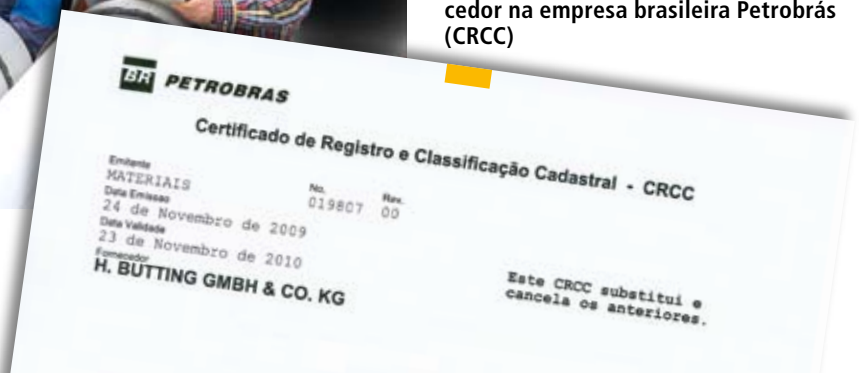 cedor na empresa brasileira Petrobrás
(CRCC)
BR PETROBRAS
Certificado de Registro e Classificação Cadastral - CRCC
Emitente
MATERIAIS
No. Rev.
019807 00
Data Emissao
24 de Novembro de 2009
Data Validade
23 de Novembro de 2010
Fornecedor
H. BUTTING GMBH & CO. KG
Este CRCC substitui e
cancela os anteriores.